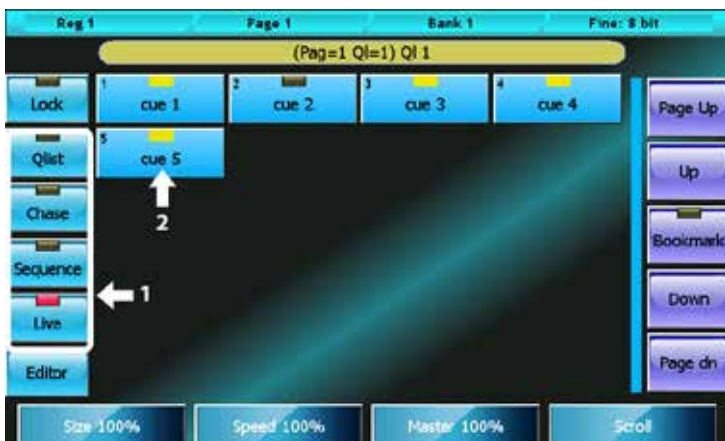 Reg 1 Page 1 Bank 1 Fine: 8 bit
(Pag=1 Ql=1) Ql 1
Lock
1 cue 1
2 cue 2
3 cue 3
4 cue 4
Page Up
Qlist
5 cue 5
Up
Chase
2
Bookmark
Sequence
1
Down
Live
Page dn
Editor
Size 100% Speed 100% Master 100% Scroll